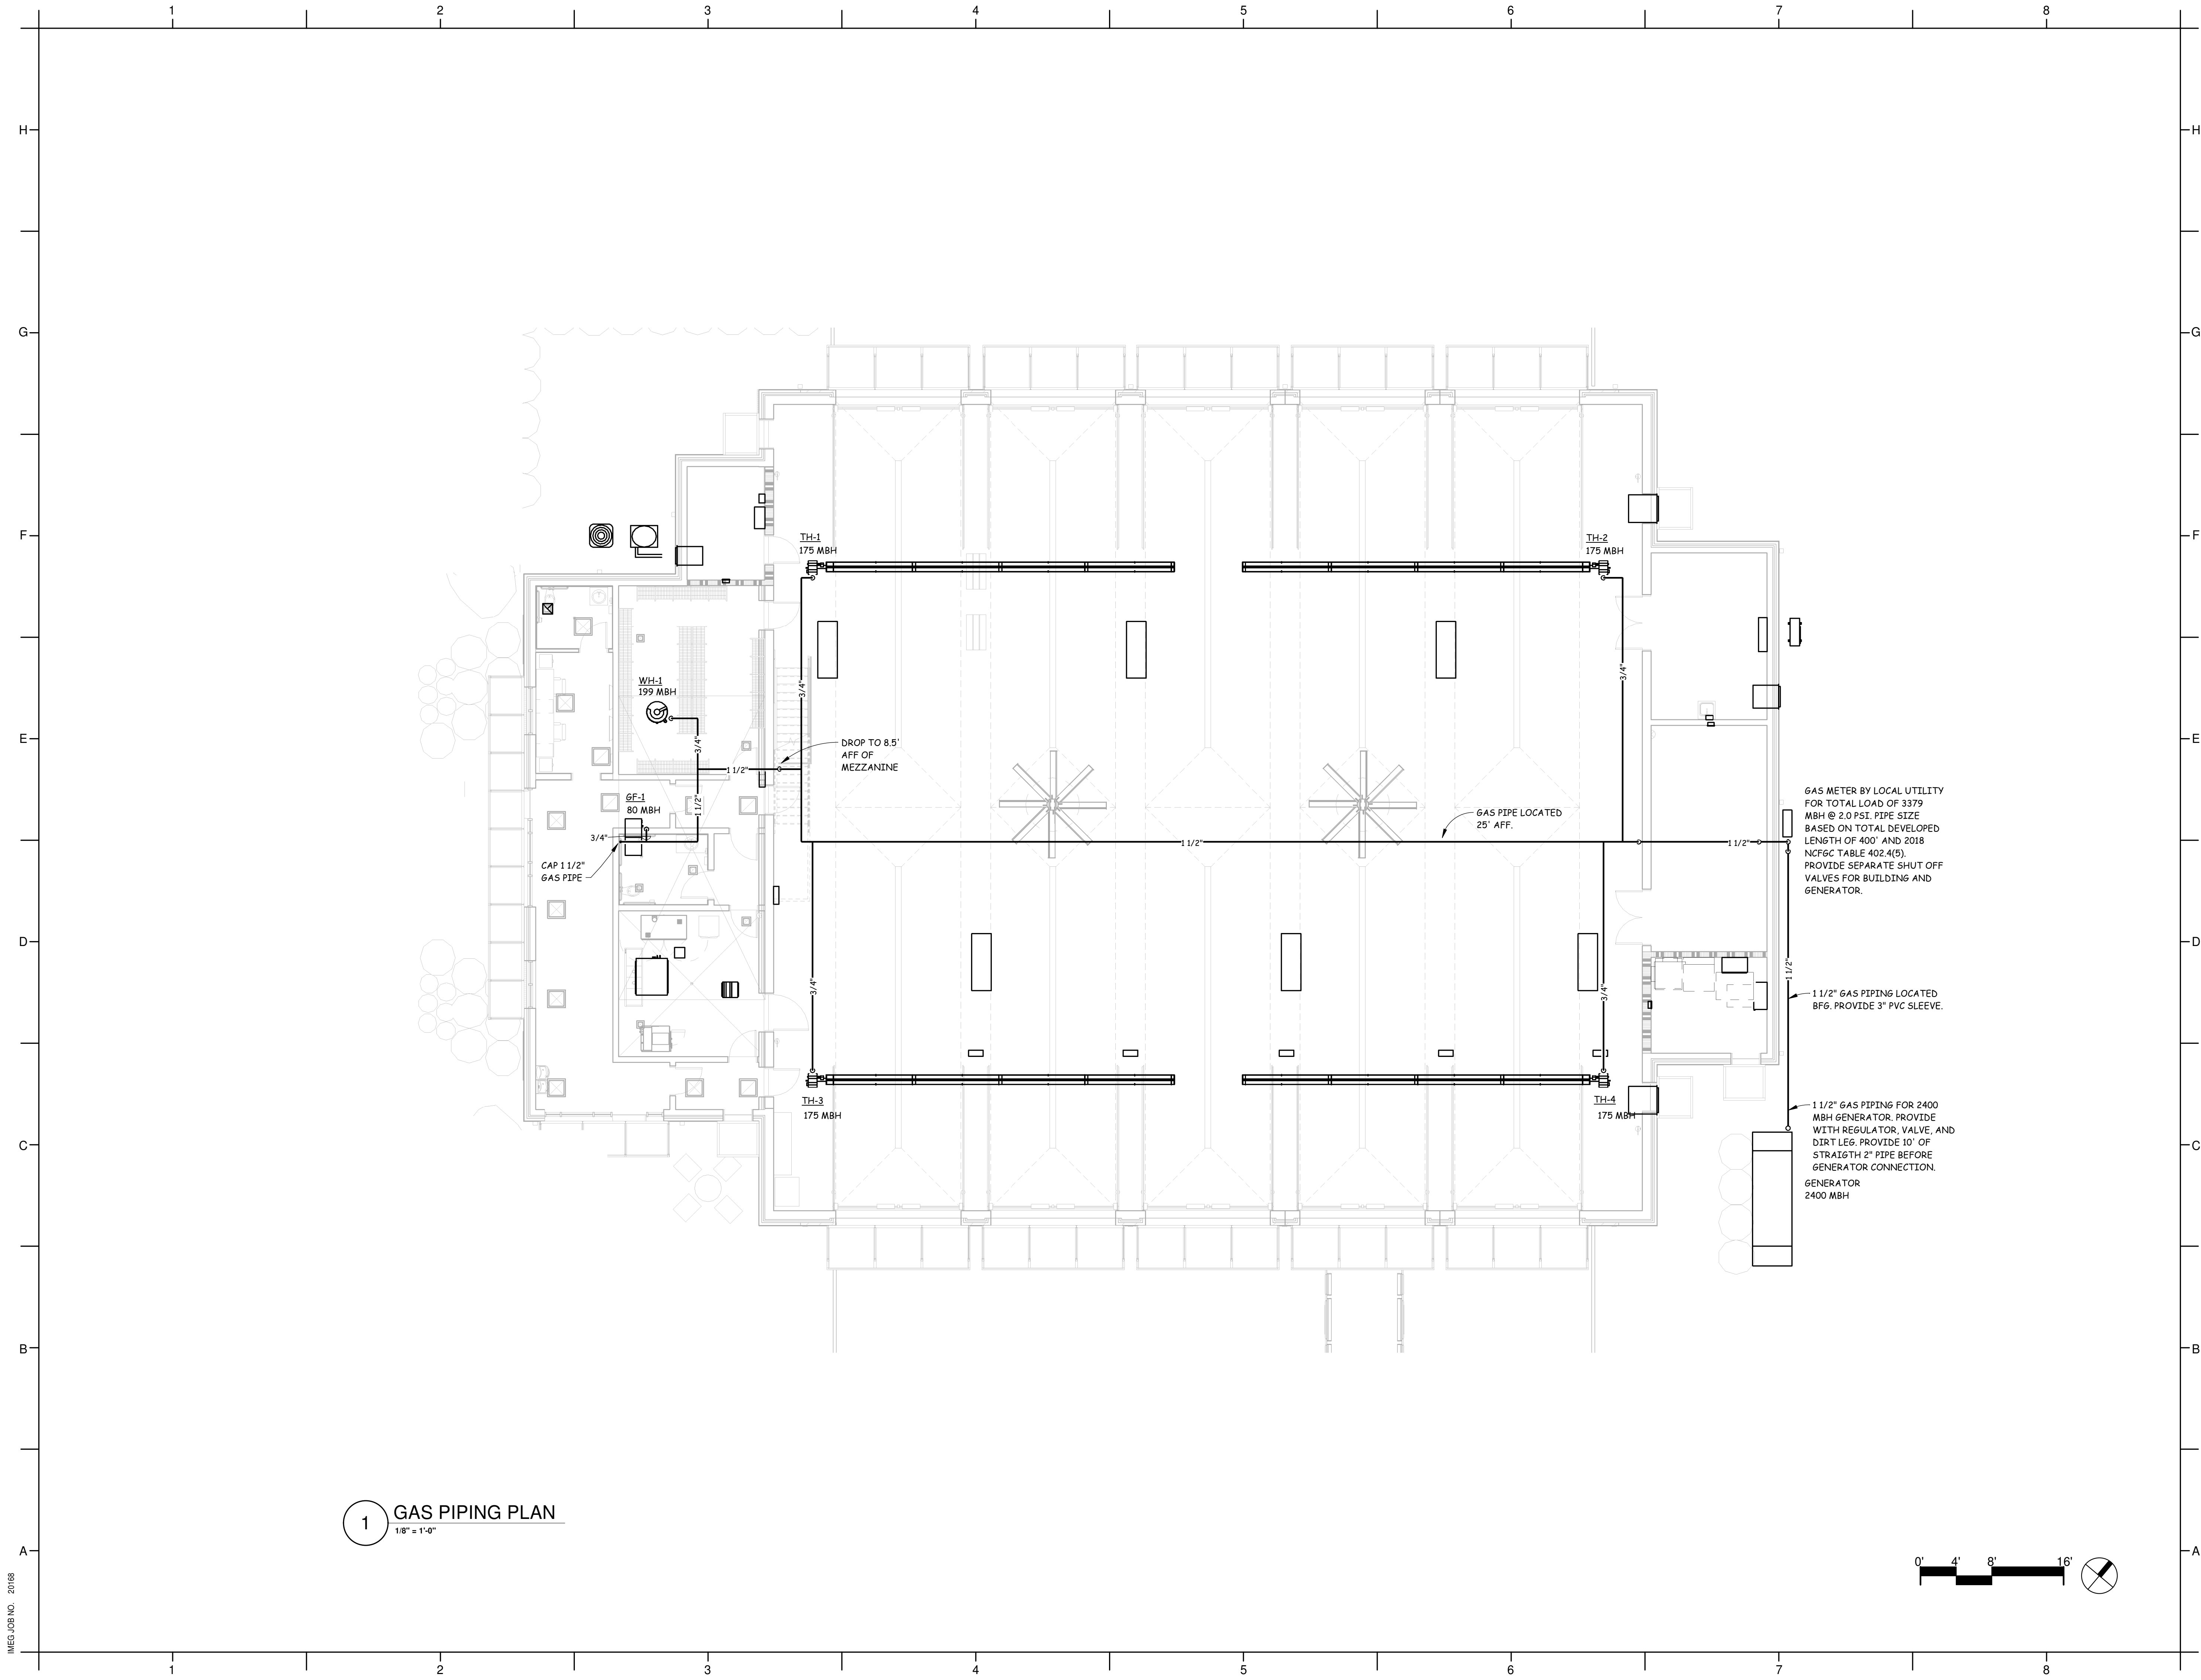 1 2 3 4 5 6 7 8
H H
G G
F F
E E
D D
C C
B B
A A
TH-1
175 MBH
TH-2
175 MBH
WH-1
199 MBH
3/4"
3/4"
3/4"
DROP TO 8.5'
AFF OF
MEZZANINE
1 1/2"
GF-1
80 MBH
1 1/2"
3/4"
CAP 1 1/2"
GAS PIPE
GAS PIPE LOCATED
25' AFF.
1 1/2"
1 1/2"
GAS METER BY LOCAL UTILITY
FOR TOTAL LOAD OF 3379
MBH @ 2.0 PSI. PIPE SIZE
BASED ON TOTAL DEVELOPED
LENGTH OF 400' AND 2018
NCFGC TABLE 402.4(5).
PROVIDE SEPARATE SHUT OFF
VALVES FOR BUILDING AND
GENERATOR.
3/4"
3/4"
1 1/2"
1 1/2" GAS PIPING LOCATED
BFG. PROVIDE 3" PVC SLEEVE.
TH-3
175 MBH
TH-4
175 MBH
1 1/2" GAS PIPING FOR 2400
MBH GENERATOR. PROVIDE
WITH REGULATOR, VALVE, AND
DIRT LEG. PROVIDE 10' OF
STRAIGTH 2" PIPE BEFORE
GENERATOR CONNECTION.
GENERATOR
2400 MBH
1
GAS PIPING PLAN
1/8" = 1'-0"
0' 4' 8' 16'
IMEG JOB NO. 20168
1 2 3 4 5 6 7 8